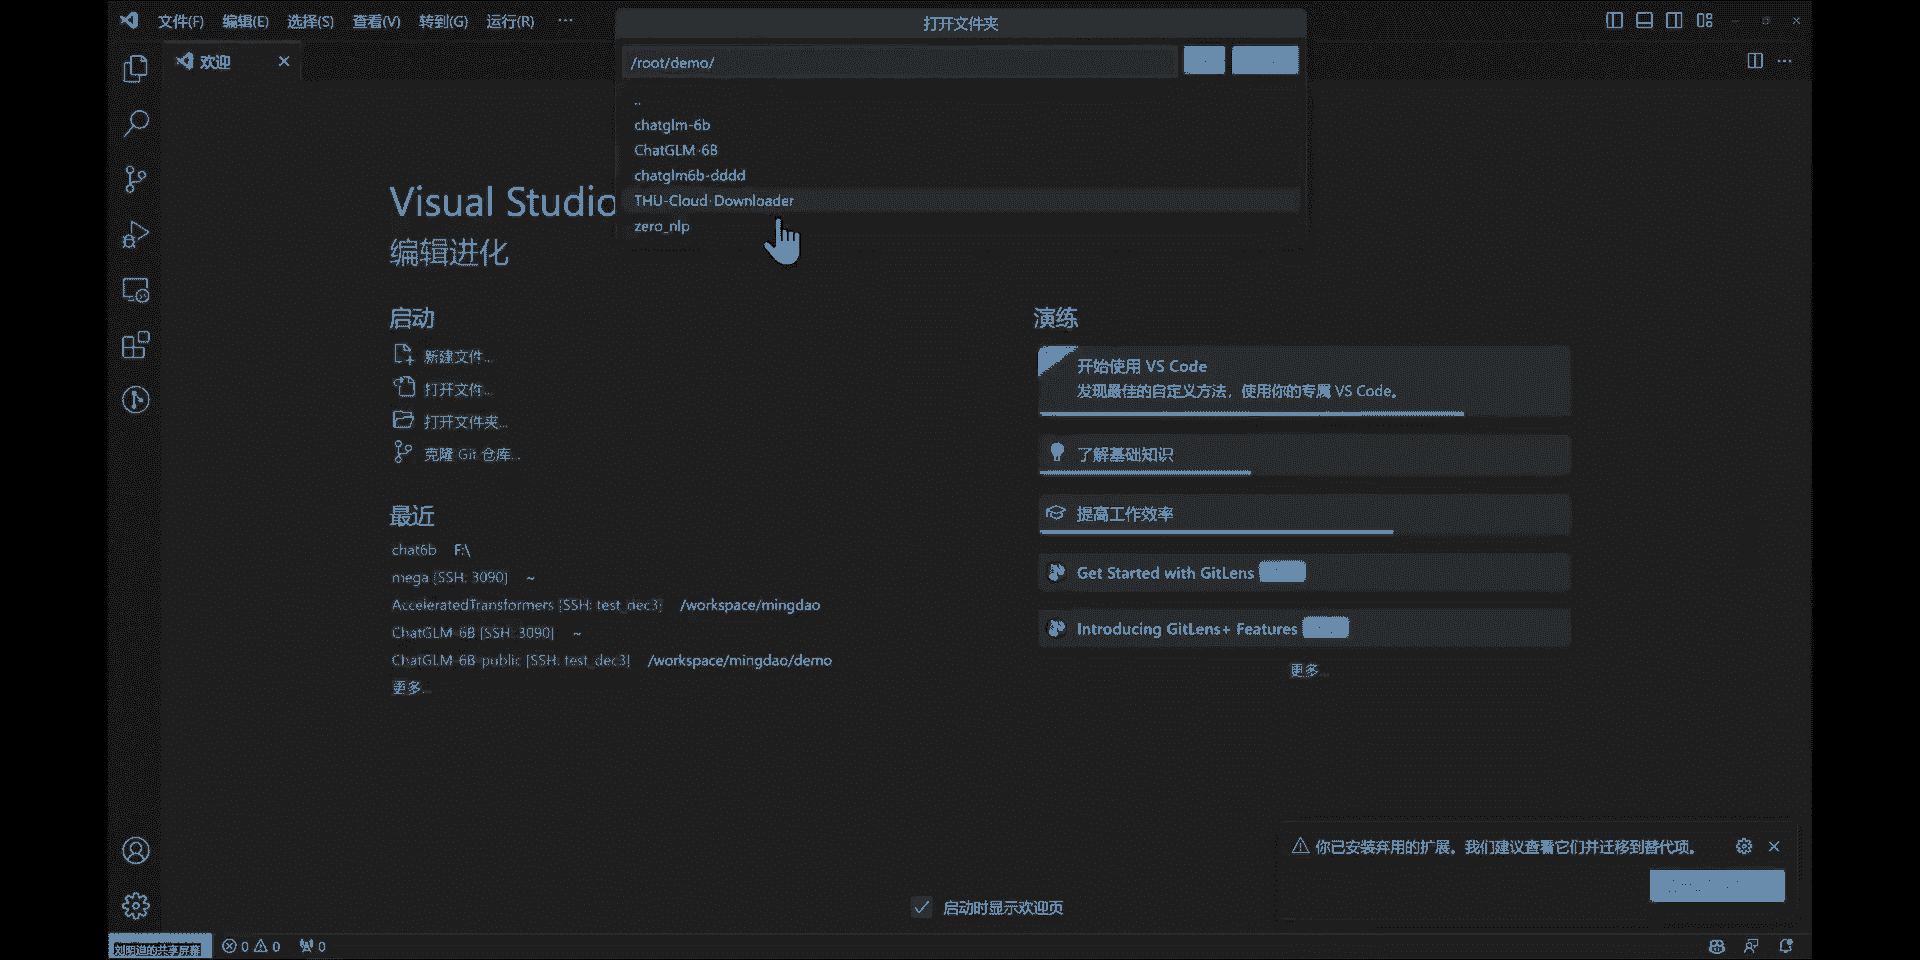 文件(F) 编辑(E) 选择(S) 查看(V) 转到(G) 运行(R) ···
打开文件夹
欢迎
/root/demo/
..
chatglm-6b
ChatGLM-6B
chatglm6b-dddd
THU-Cloud-Downloader
zero_nlp
Visual Studio
编辑进化
启动
新建文件...
打开文件...
打开文件夹...
克隆 Git 仓库...
最近
chat6b F:\
mega [SSH: 3090] ~
AcceleratedTransformers [SSH: test_dec3] /workspace/mingdao
ChatGLM-6B [SSH: 3090] ~
ChatGLM-6B-public [SSH: test_dec3] /workspace/mingdao/demo
更多...
演练
开始使用 VS Code
发现最佳的自定义方法，使用你的专属 VS Code。
了解基础知识
提高工作效率
Get Started with GitLens
Introducing GitLens+ Features
更多...
你已安装弃用的扩展。我们建议查看它们并迁移到替代项。
启动时显示欢迎页
刘明道的共享屏幕
0 0 0